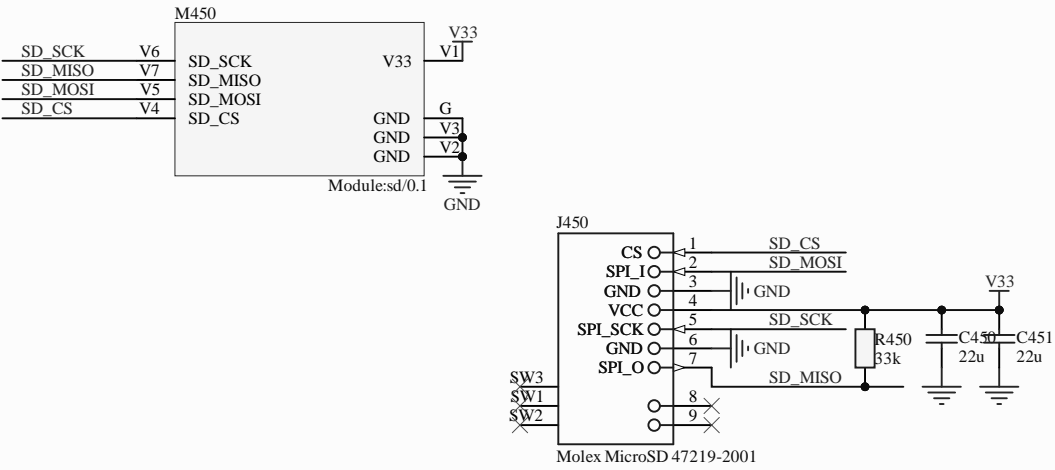 M450
SD_SCK V6 SD_SCK V33 V1 V33
SD_MISO V7 SD_MISO
SD_MOSI V5 SD_MOSI
SD_CS V4 SD_CS GND G
GND V3
GND V2
Module:sd/0.1
GND
J450
CS 1 SD_CS
SPI_I 2 SD_MOSI
GND 3 GND
VCC 4 V33
SPI_SCK 5 SD_SCK
GND 6 GND
SPI_O 7 SD_MISO
R450
33k
C450
22u
C451
22u
SW3
SW1 8
SW2 9
Molex MicroSD 47219-2001